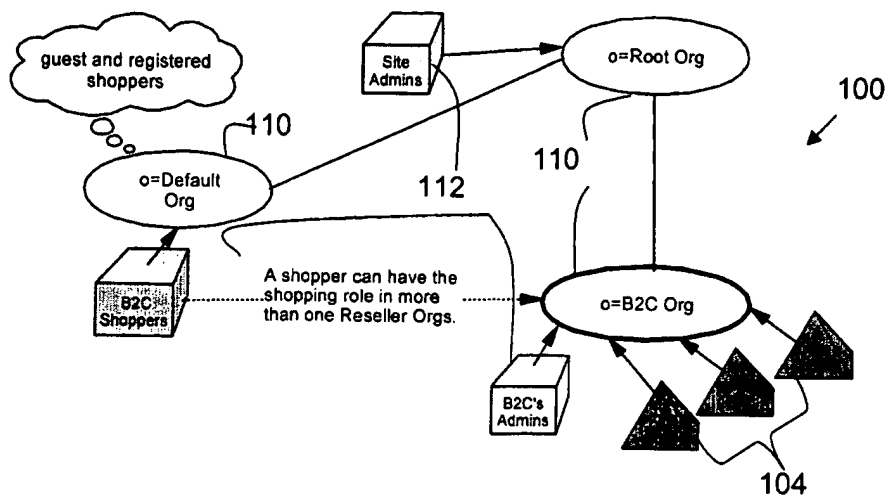 guest and registered
shoppers
Site
Admins
o=Root Org
100
110
o=Default
Org
112
110
B2C
Shoppers
A shopper can have the
shopping role in more
than one Reseller Orgs.
o=B2C Org
B2C's
Admins
104